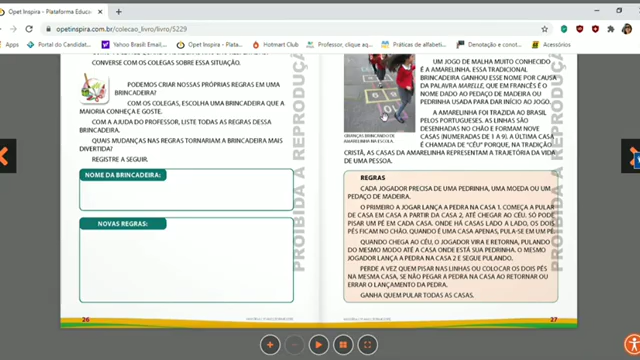 Opet Inspira - Plataforma Educa
opetinspira.com.br/colecao_livro/livro/5229
Portal do Candidat
Yahoo Brasil Email
Hotmart Club
Professor, clique aq
Práticas de alfabetiz
Denotação e conot
Acessórios
CONVERSE COM OS COLEGAS SOBRE ESSA SITUAÇÃO.
PODEMOS CRIAR NOSSAS PRÓPRIAS REGRAS EM UMA
BRINCADEIRA?
COM OS COLEGAS, ESCOLHA UMA BRINCADEIRA QUE A
MAIORIA CONHEÇA E GOSTE.
COM A AJUDA DO PROFESSOR, LISTE TODAS AS REGRAS DESSA
BRINCADEIRA.
QUAIS MUDANÇAS NAS REGRAS TORNARIAM A BRINCADEIRA MAIS
DIVERTIDA?
REGISTRE A SEGUIR.
NOME DA BRINCADEIRA:
NOVAS REGRAS:
PROIBIDA A REPRODUÇ
26
UM JOGO DE MALHA MUITO CONHECIDO
É A AMARELINHA. ESSA TRADICIONAL
BRINCADEIRA GANHOU ESSE NOME POR CAUSA
DA PALAVRA MARELLE, QUE EM FRANCÊS É O
NOME DADO AO PEDAÇO DE MADEIRA OU
PEDRINHA USADA PARA DAR INÍCIO AO JOGO.
A AMARELINHA FOI TRAZIDA AO BRASIL
PELOS PORTUGUESES. AS LINHAS SÃO
DESENHADAS NO CHÃO E FORMAM NOVE
CASAS (NUMERADAS DE 1 A 9). A ÚLTIMA CASA
É CHAMADA DE "CÉU" PORQUE, NA TRADIÇÃO
CRISTÃ, AS CASAS DA AMARELINHA REPRESENTAM A TRAJETÓRIA DA VIDA
DE UMA PESSOA.
CRIANÇAS BRINCANDO DE
AMARELINHA NA ESCOLA.
REGRAS
CADA JOGADOR PRECISA DE UMA PEDRINHA, UMA MOEDA OU UM
PEDAÇO DE MADEIRA.
O PRIMEIRO A JOGAR LANÇA A PEDRA NA CASA 1. COMEÇA A PULAR
DE CASA EM CASA A PARTIR DA CASA 2, ATÉ CHEGAR AO CÉU. SÓ PODE
PISAR UM PÉ EM CADA CASA. ONDE HÁ CASAS LADO A LADO, OS DOIS
PÉS FICAM NO CHÃO. QUANDO É UMA CASA APENAS, PULA-SE EM UM PÉ.
QUANDO CHEGA AO CÉU, O JOGADOR VIRA E RETORNA, PULANDO
DO MESMO MODO ATÉ A CASA ONDE ESTÁ SUA PEDRINHA. O MESMO
JOGADOR LANÇA A PEDRA NA CASA 2 E SEGUE PULANDO.
PERDE A VEZ QUEM PISAR NAS LINHAS OU COLOCAR OS DOIS PÉS
NA MESMA CASA, SE NÃO PEGAR A PEDRA NA CASA AO RETORNAR OU
ERRAR O LANÇAMENTO DA PEDRA.
GANHA QUEM PULAR TODAS AS CASAS.
PROIBIDA A REPRODUÇ
27